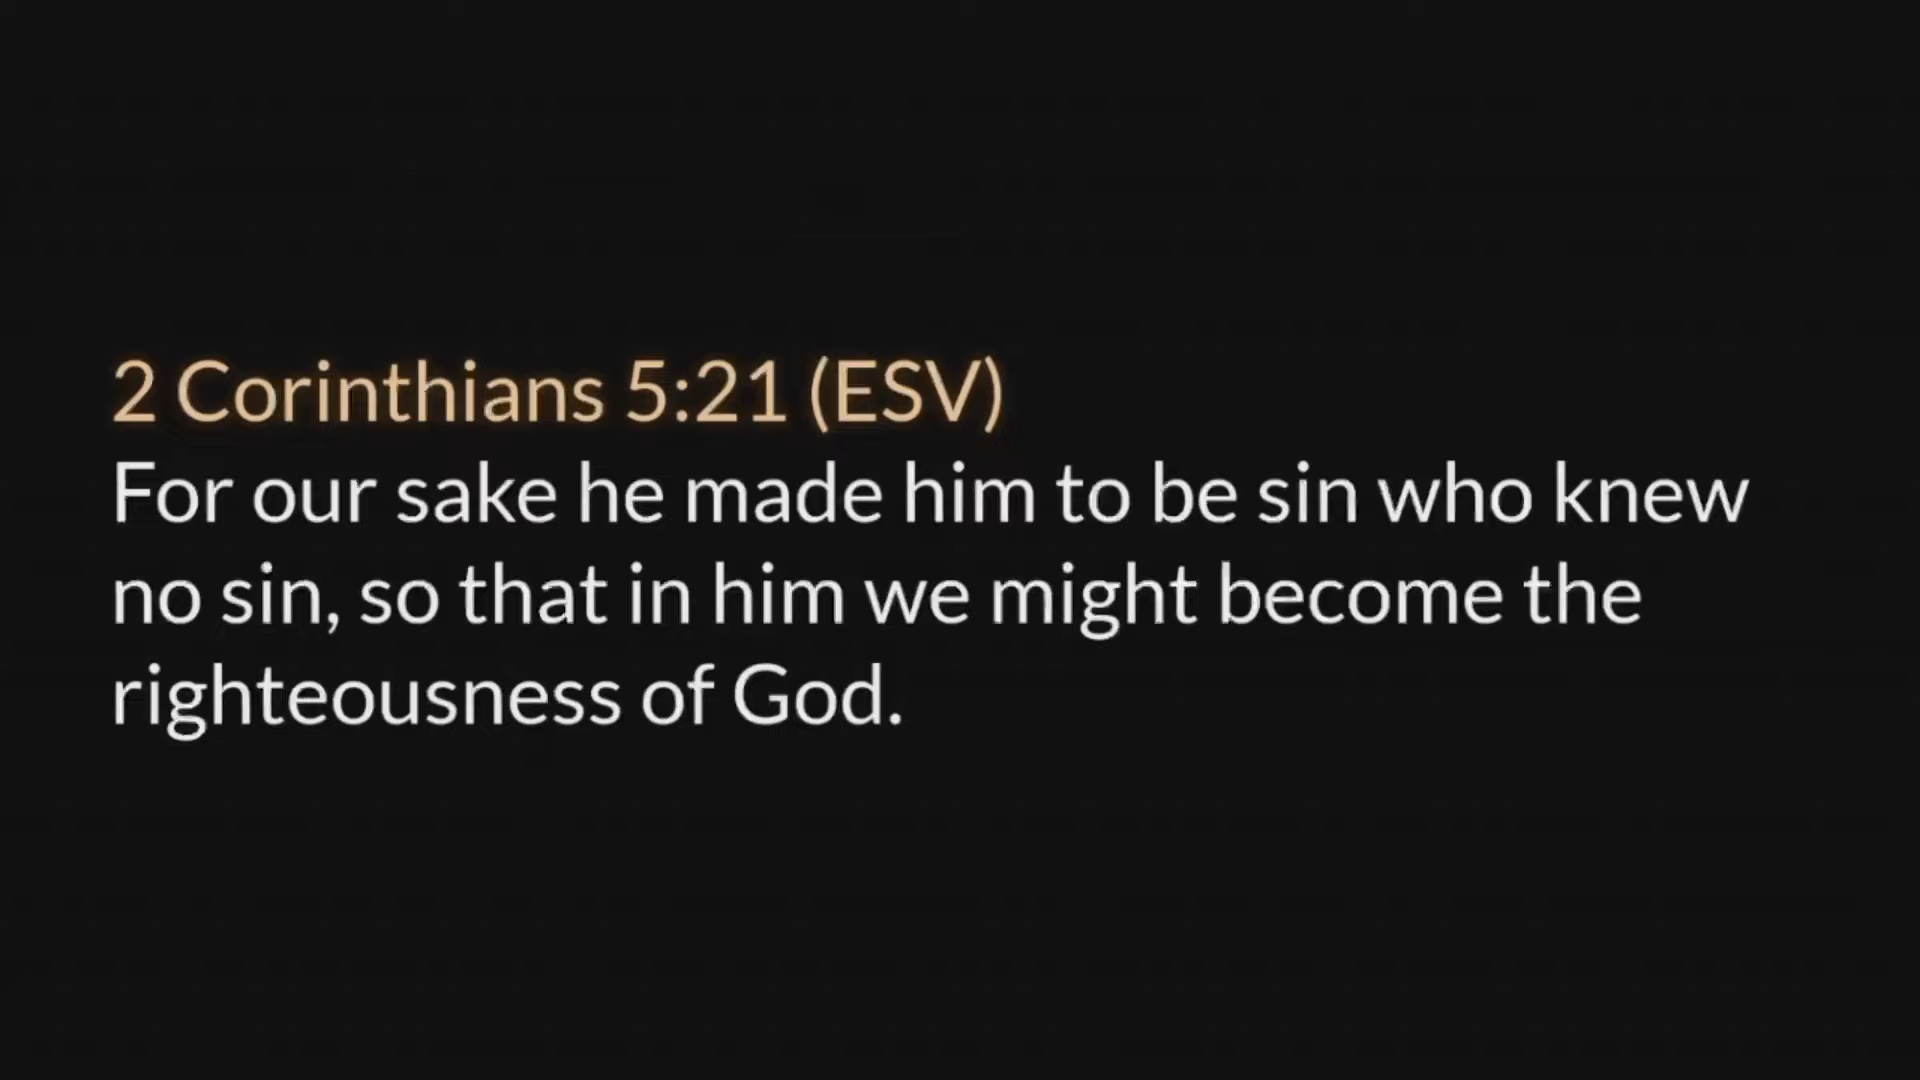 2 Corinthians 5:21 (ESV)
For our sake he made him to be sin who knew
no sin, so that in him we might become the
righteousness of God.